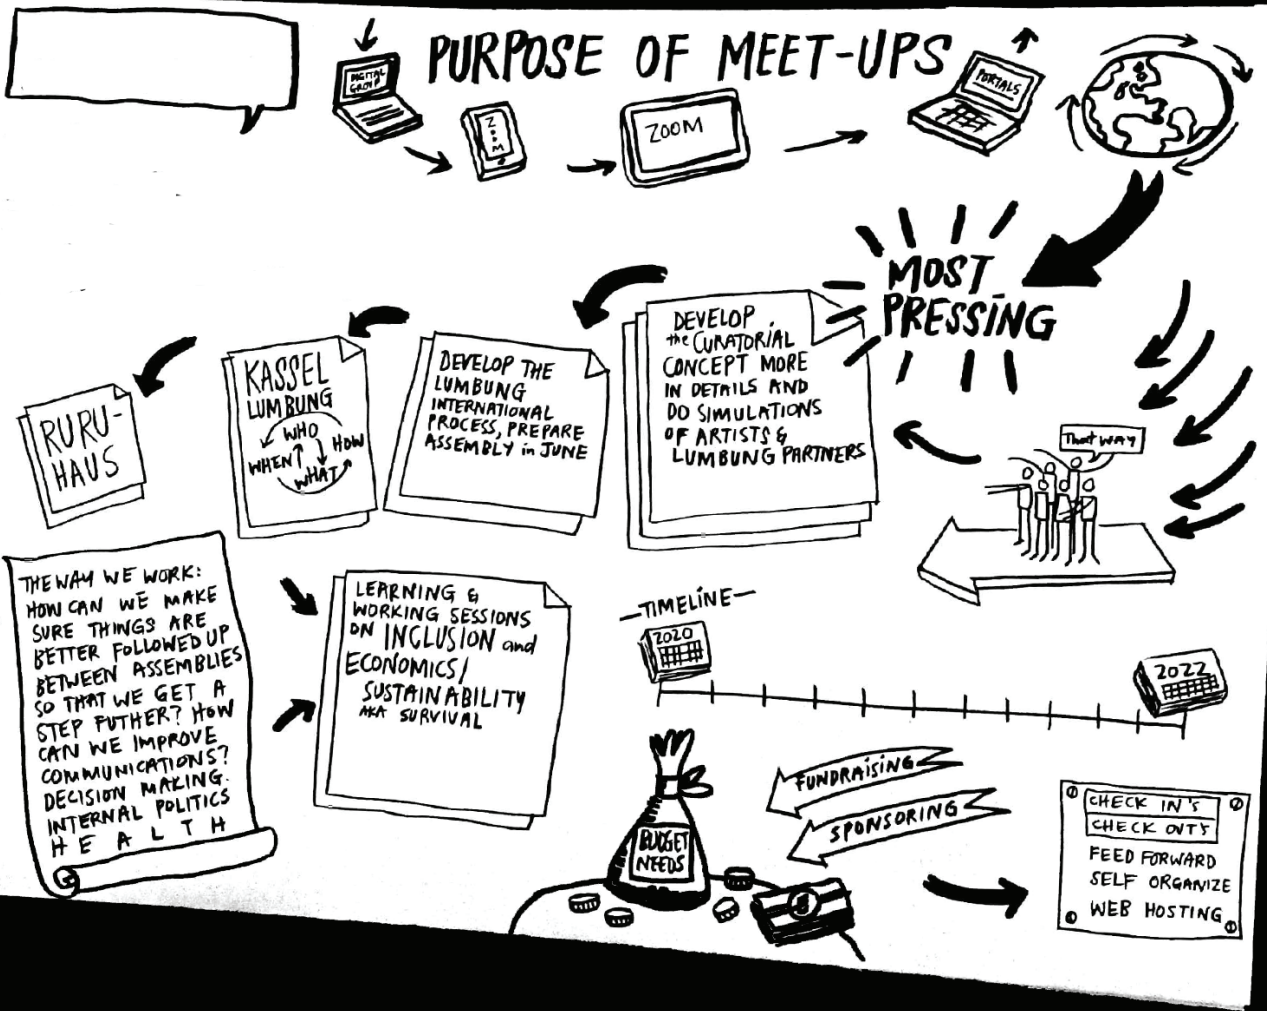 PURPOSE OF MEET-UPS
DIGITAL
GROUP
ZOOM
ZOOM
PORTALS
MOST
PRESSING
DEVELOP
the CURATORIAL
CONCEPT MORE
IN DETAILS AND
DO SIMULATIONS
OF ARTISTS &
LUMBUNG PARTNERS
DEVELOP THE
LUMBUNG
INTERNATIONAL
PROCESS, PREPARE
ASSEMBLY in JUNE
KASSEL
LUMBUNG
WHO
HOW
WHEN
WHAT
RURU-
HAUS
That WAY
THE WAY WE WORK:
HOW CAN WE MAKE
SURE THINGS ARE
BETTER FOLLOWED UP
BETWEEN ASSEMBLIES
SO THAT WE GET A
STEP FUTHER? HOW
CAN WE IMPROVE
COMMUNICATIONS?
DECISION MAKING.
INTERNAL POLITICS
HEALTH
LEARNING &
WORKING SESSIONS
ON INCLUSION and
ECONOMICS/
SUSTAINABILITY
AKA SURVIVAL
-TIMELINE-
2020
2022
BUDGET
NEEDS
FUNDRAISING
SPONSORING
CHECK IN'S
CHECK OUT'S
FEED FORWARD
SELF ORGANIZE
WEB HOSTING